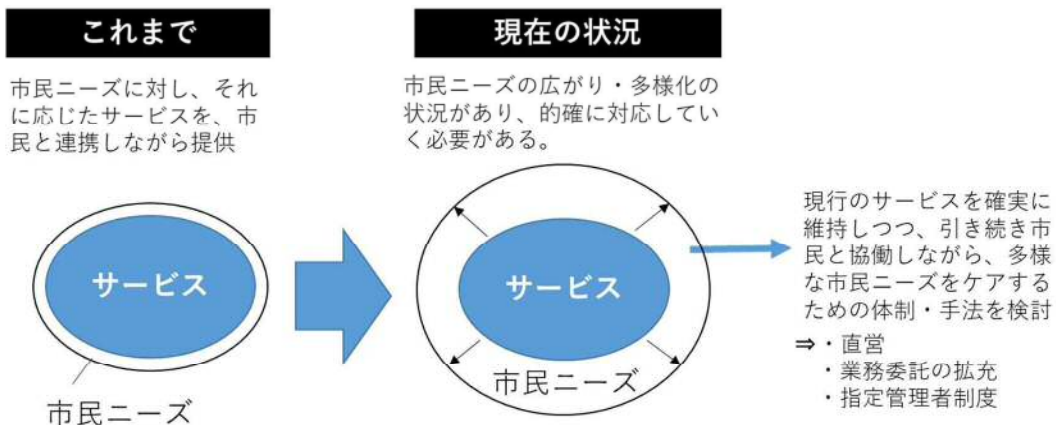 これまで
市民ニーズに対し、それ
に応じたサービスを、市
民と連携しながら提供
サービス
市民ニーズ
現在の状況
市民ニーズの広がり・多様化の
状況があり、的確に対応してい
く必要がある。
サービス
市民ニーズ
現行のサービスを確実に
維持しつつ、引き続き市
民と協働しながら、多様
な市民ニーズをケアする
ための体制・手法を検討
⇒・直営
・業務委託の拡充
・指定管理者制度